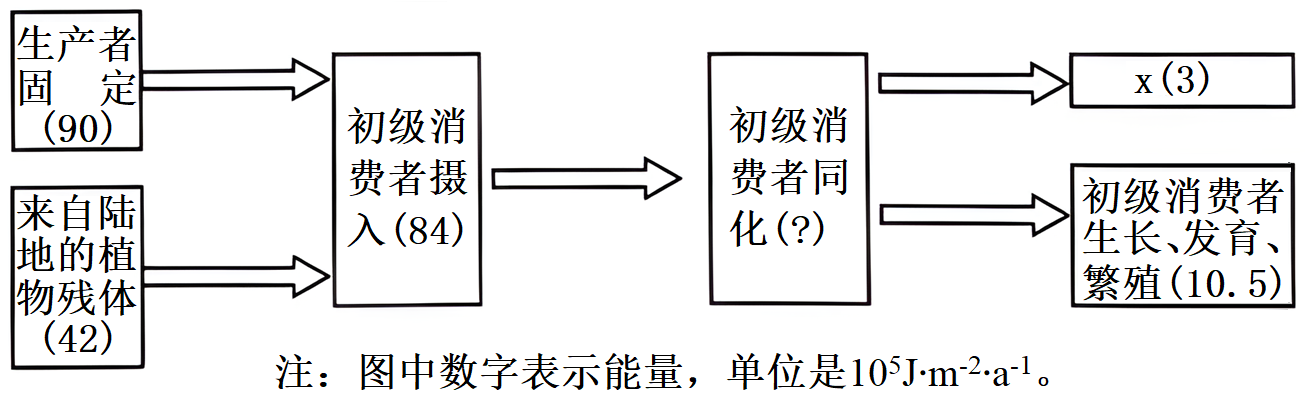 生产者
固 定
(90)
来自陆
地的植
物残体
(42)
初级消
费者摄
入(84)
初级消
费者同
化(?)
x(3)
初级消费者
生长、发育、
繁殖(10.5)
注：图中数字表示能量，单位是10⁵J·m⁻²·a⁻¹。